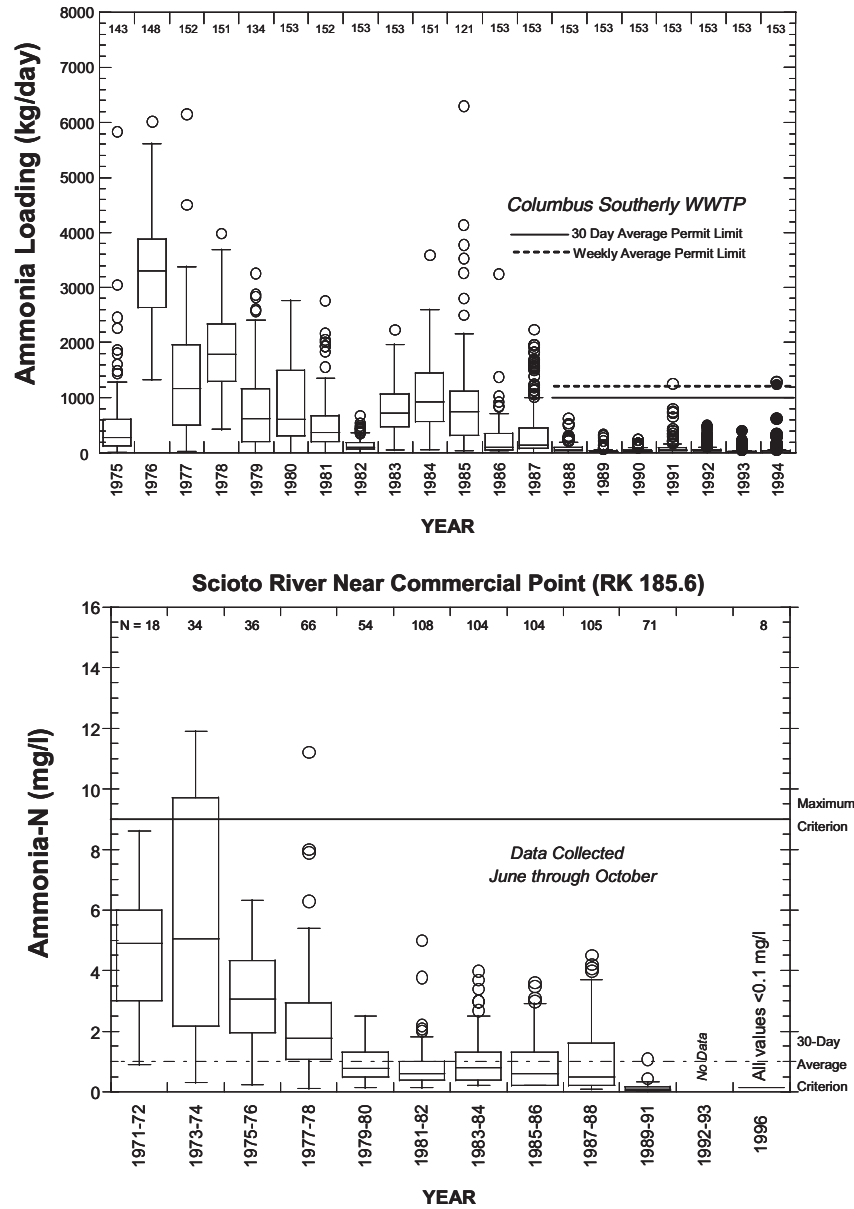 8000
143 148 152 151 134 153 152 153 153 151 121 153 153 153 153 153 153 153 153 153
7000
6000
5000
4000
3000
2000
1000
0
Ammonia Loading (kg/day)
Columbus Southerly WWTP
30 Day Average Permit Limit
Weekly Average Permit Limit
1975 1976 1977 1978 1979 1980 1981 1982 1983 1984 1985 1986 1987 1988 1989 1990 1991 1992 1993 1994
YEAR
Scioto River Near Commercial Point (RK 185.6)
16
N = 18 34 36 66 54 108 104 104 105 71 8
14
12
10
8
6
4
2
0
Ammonia-N (mg/l)
Maximum
Criterion
Data Collected
June through October
No Data
All values <0.1 mg/l
30-Day
Average
Criterion
1971-72 1973-74 1975-76 1977-78 1979-80 1981-82 1983-84 1985-86 1987-88 1989-91 1992-93 1996
YEAR